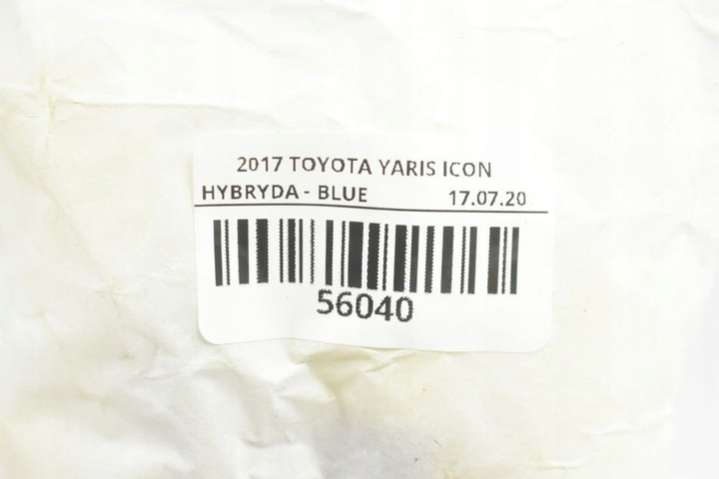 2017 TOYOTA YARIS ICON
HYBRYDA - BLUE 17.07.20
56040